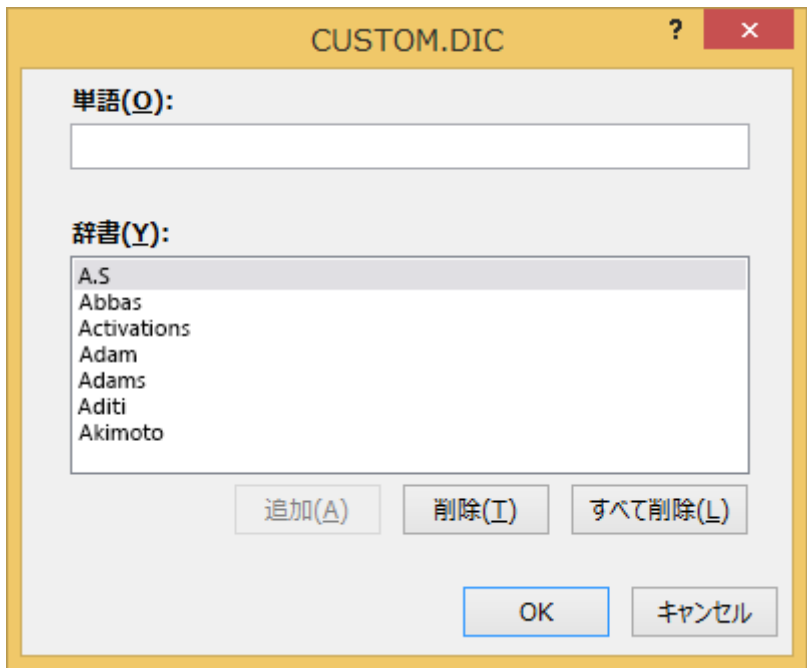 CUSTOM.DIC ? ×
単語(O):
辞書(Y):
A.S
Abbas
Activations
Adam
Adams
Aditi
Akimoto
追加(A) 削除(T) すべて削除(L)
OK キャンセル